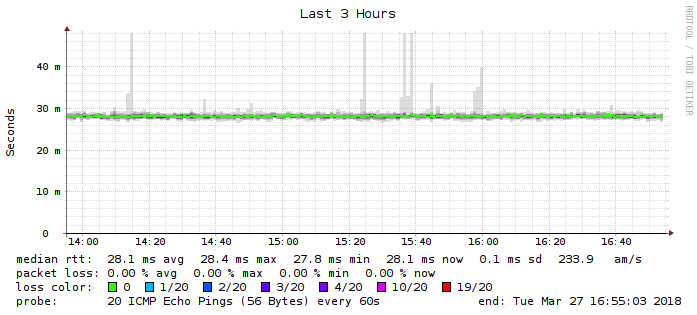 Last 3 Hours
RRDTOOL / TOBI OETIKER
Seconds
40 m
30 m
20 m
10 m
0
14:00 14:20 14:40 15:00 15:20 15:40 16:00 16:20 16:40
median rtt: 28.1 ms avg 28.4 ms max 27.8 ms min 28.1 ms now 0.1 ms sd 233.9 am/s
packet loss: 0.00 % avg 0.00 % max 0.00 % min 0.00 % now
loss color: 0 1/20 2/20 3/20 4/20 10/20 19/20
probe: 20 ICMP Echo Pings (56 Bytes) every 60s end: Tue Mar 27 16:55:03 2018